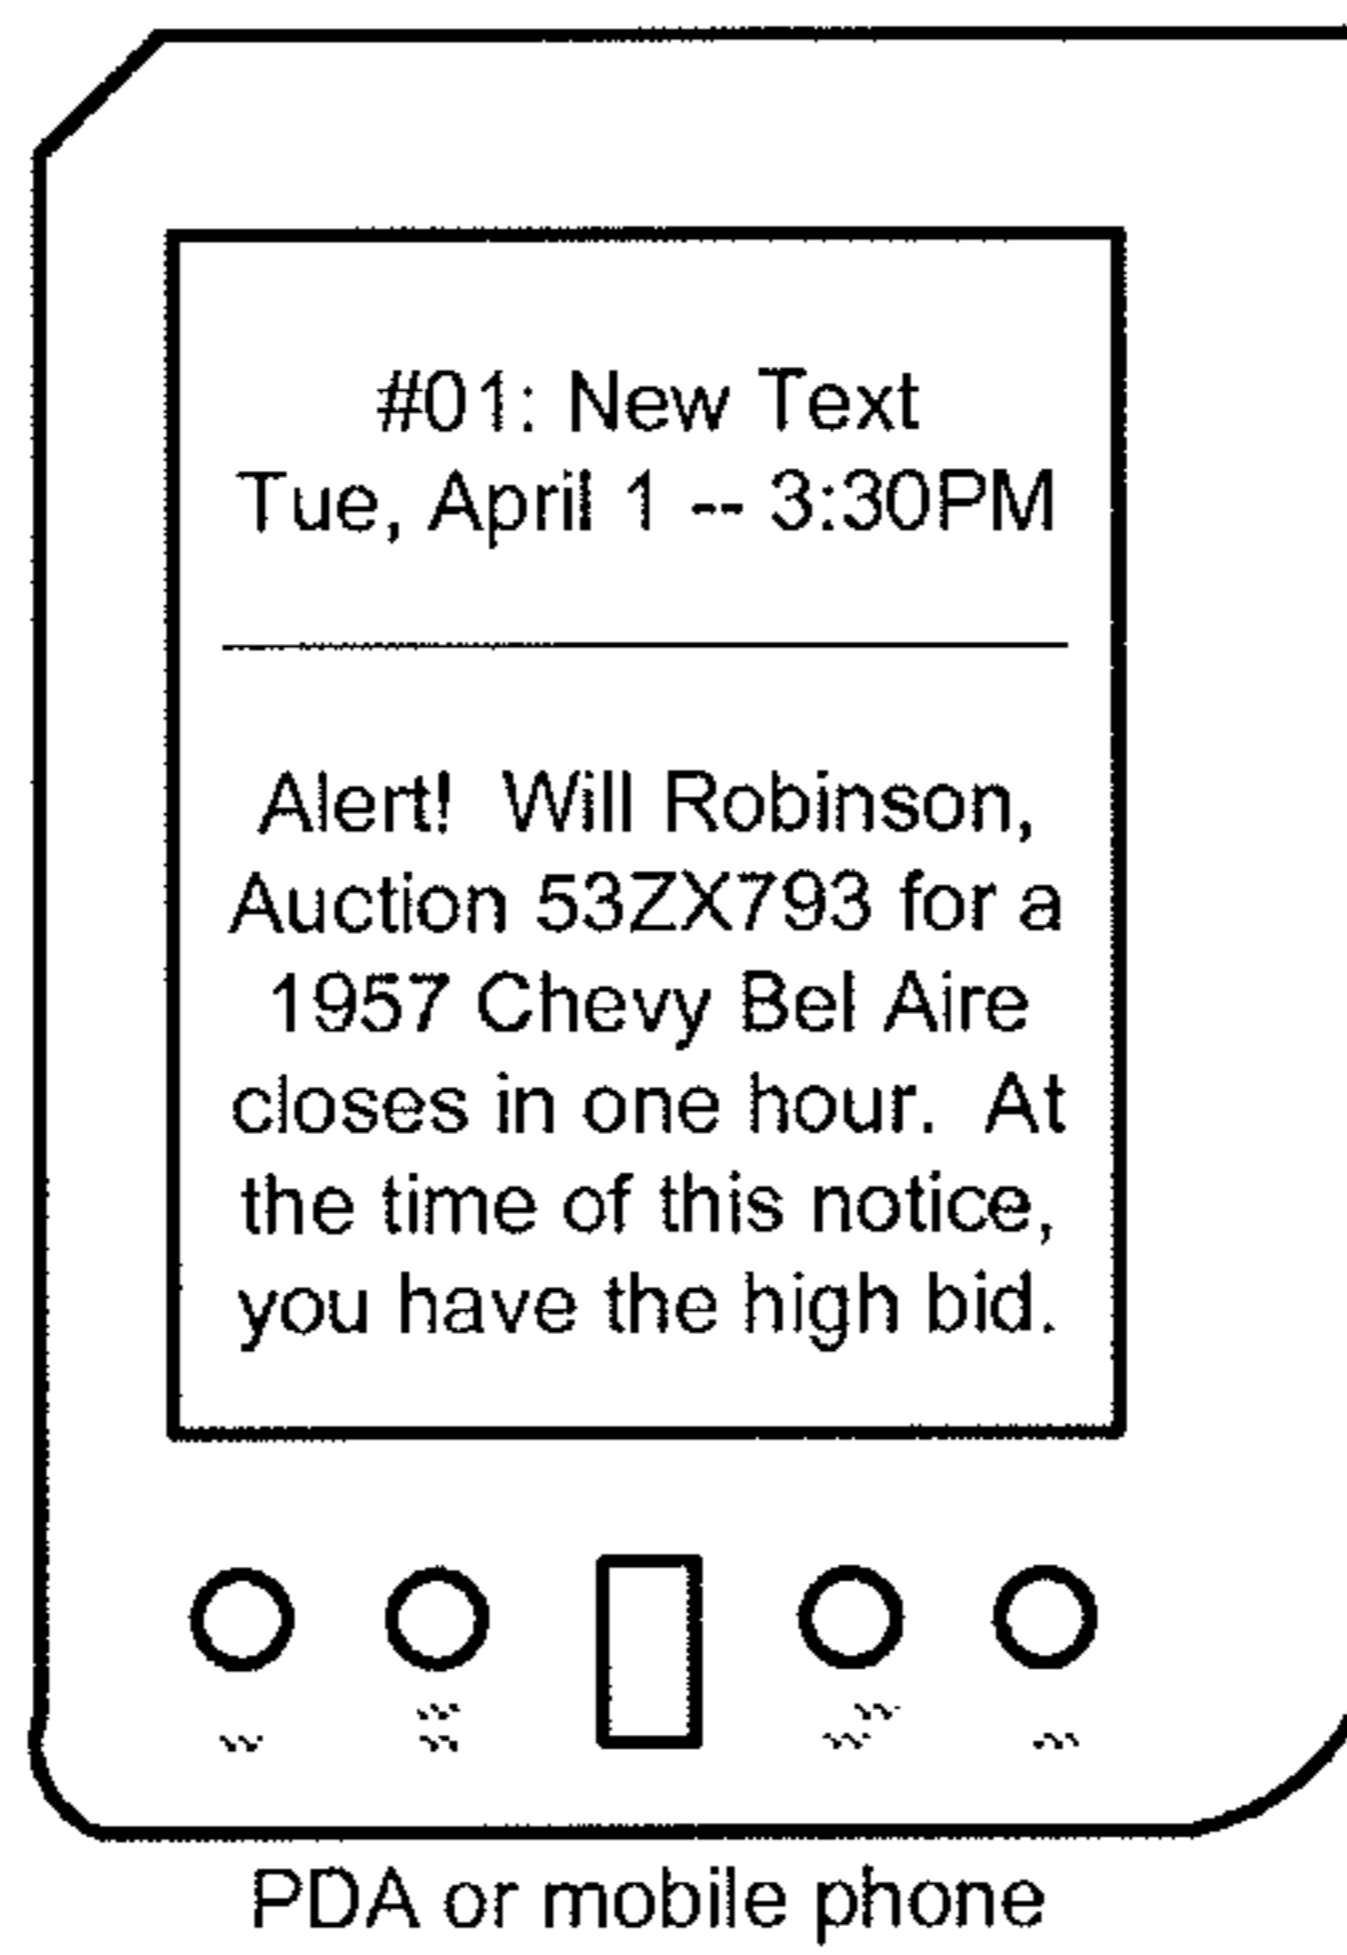 #01: New Text
Tue, April 1 -- 3:30PM
Alert!  Will Robinson,
Auction 53ZX793 for a
1957 Chevy Bel Aire
closes in one hour.  At
the time of this notice,
you have the high bid.
PDA or mobile phone